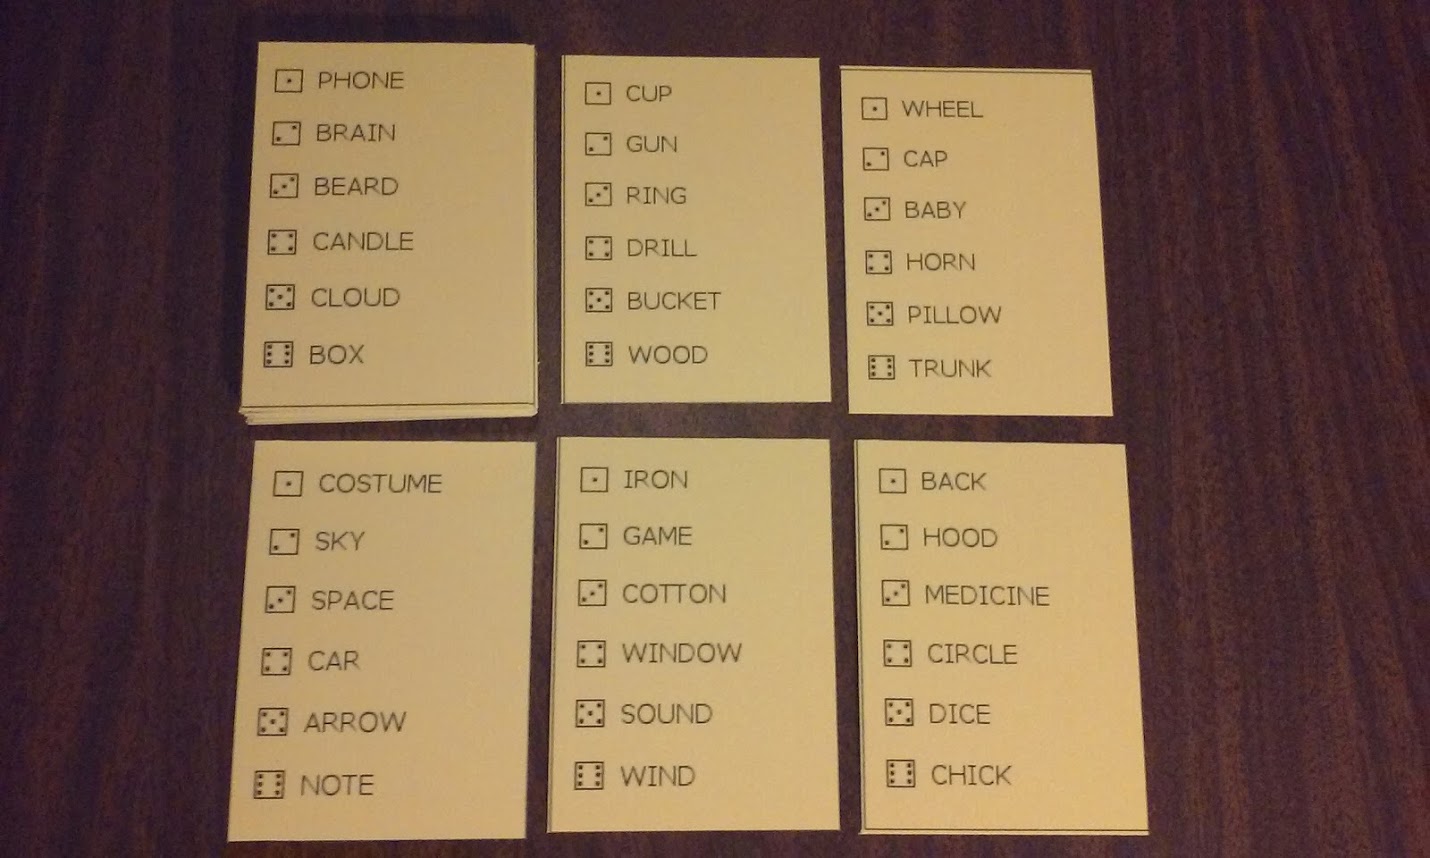 PHONE
BRAIN
BEARD
CANDLE
CLOUD
BOX
CUP
GUN
RING
DRILL
BUCKET
WOOD
WHEEL
CAP
BABY
HORN
PILLOW
TRUNK
COSTUME
SKY
SPACE
CAR
ARROW
NOTE
IRON
GAME
COTTON
WINDOW
SOUND
WIND
BACK
HOOD
MEDICINE
CIRCLE
DICE
CHICK